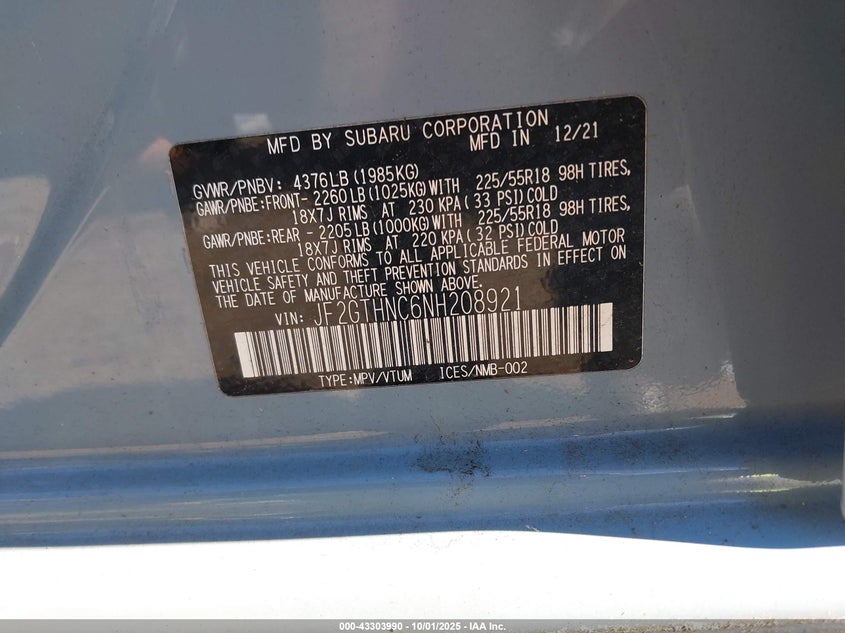 MFD BY SUBARU CORPORATION
MFD IN 12/21
GVWR/PNBV: 4376LB(1985KG)
GAWR/PNBE:FRONT- 2260LB(1025KG)WITH 225/55R18 98H TIRES,
18X7J RIMS AT 230 KPA(33 PSI)COLD
GAWR/PNBE:REAR - 2205LB(1000KG)WITH 225/55R18 98H TIRES,
18X7J RIMS AT 220 KPA(32 PSI)COLD
THIS VEHICLE CONFORMS TO ALL APPLICABLE FEDERAL MOTOR
VEHICLE SAFETY AND THEFT PREVENTION STANDARDS IN EFFECT ON
THE DATE OF MANUFACTURE SHOWN ABOVE.
VIN: JF2GTHNC6NH208921
TYPE:MPV/VTUM ICES/NMB-002
000-43303990 - 10/01/2025 - IAA Inc.